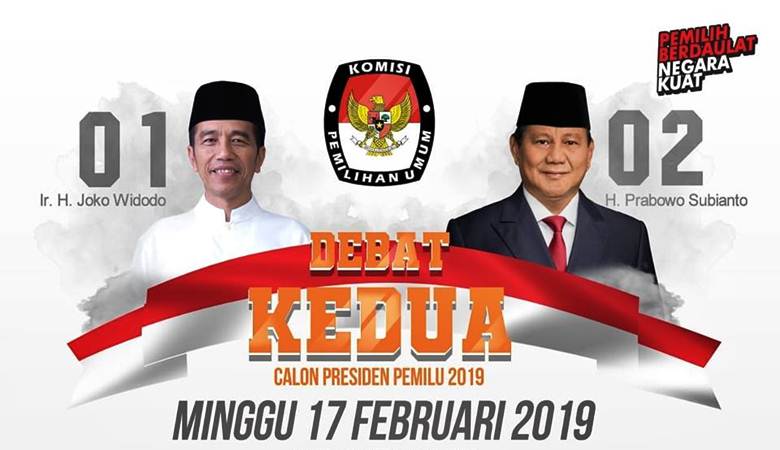 PEMILIH
BERDAULAT
NEGARA
KUAT
KOMISI
PEMILIHAN UMUM
01
Ir. H. Joko Widodo
02
H. Prabowo Subianto
DEBAT
KEDUA
CALON PRESIDEN PEMILU 2019
MINGGU 17 FEBRUARI 2019